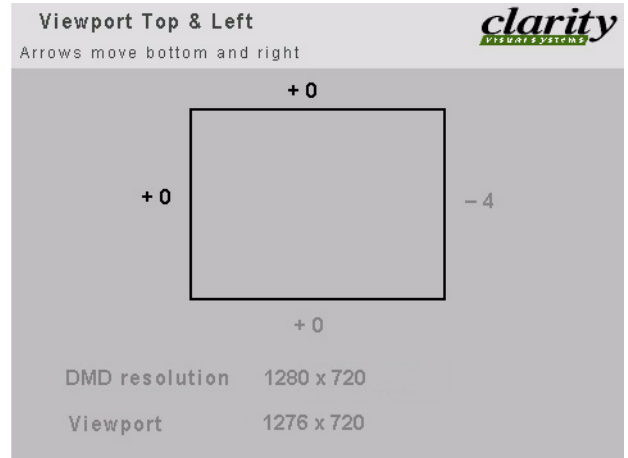 Viewport Top & Left
clarity
VISUAL SYSTEMS
Arrows move bottom and right
+ 0
+ 0
– 4
+ 0
DMD resolution 1280 x 720
Viewport 1276 x 720